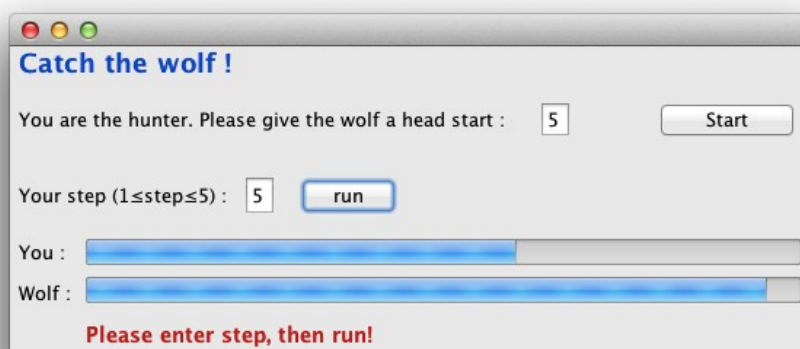 Catch the wolf !
You are the hunter. Please give the wolf a head start : 5 Start
Your step (1≤step≤5) : 5 run
You :
Wolf :
Please enter step, then run!